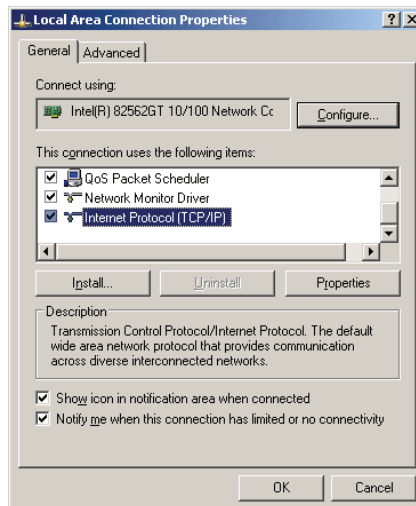 Local Area Connection Properties
General
Advanced
Connect using:
Intel(R) 82562GT 10/100 Network Cc
Configure...
This connection uses the following items:
QoS Packet Scheduler
Network Monitor Driver
Internet Protocol (TCP/IP)
Install...
Uninstall
Properties
Description
Transmission Control Protocol/Internet Protocol. The default
wide area network protocol that provides communication
across diverse interconnected networks.
Show icon in notification area when connected
Notify me when this connection has limited or no connectivity
OK
Cancel